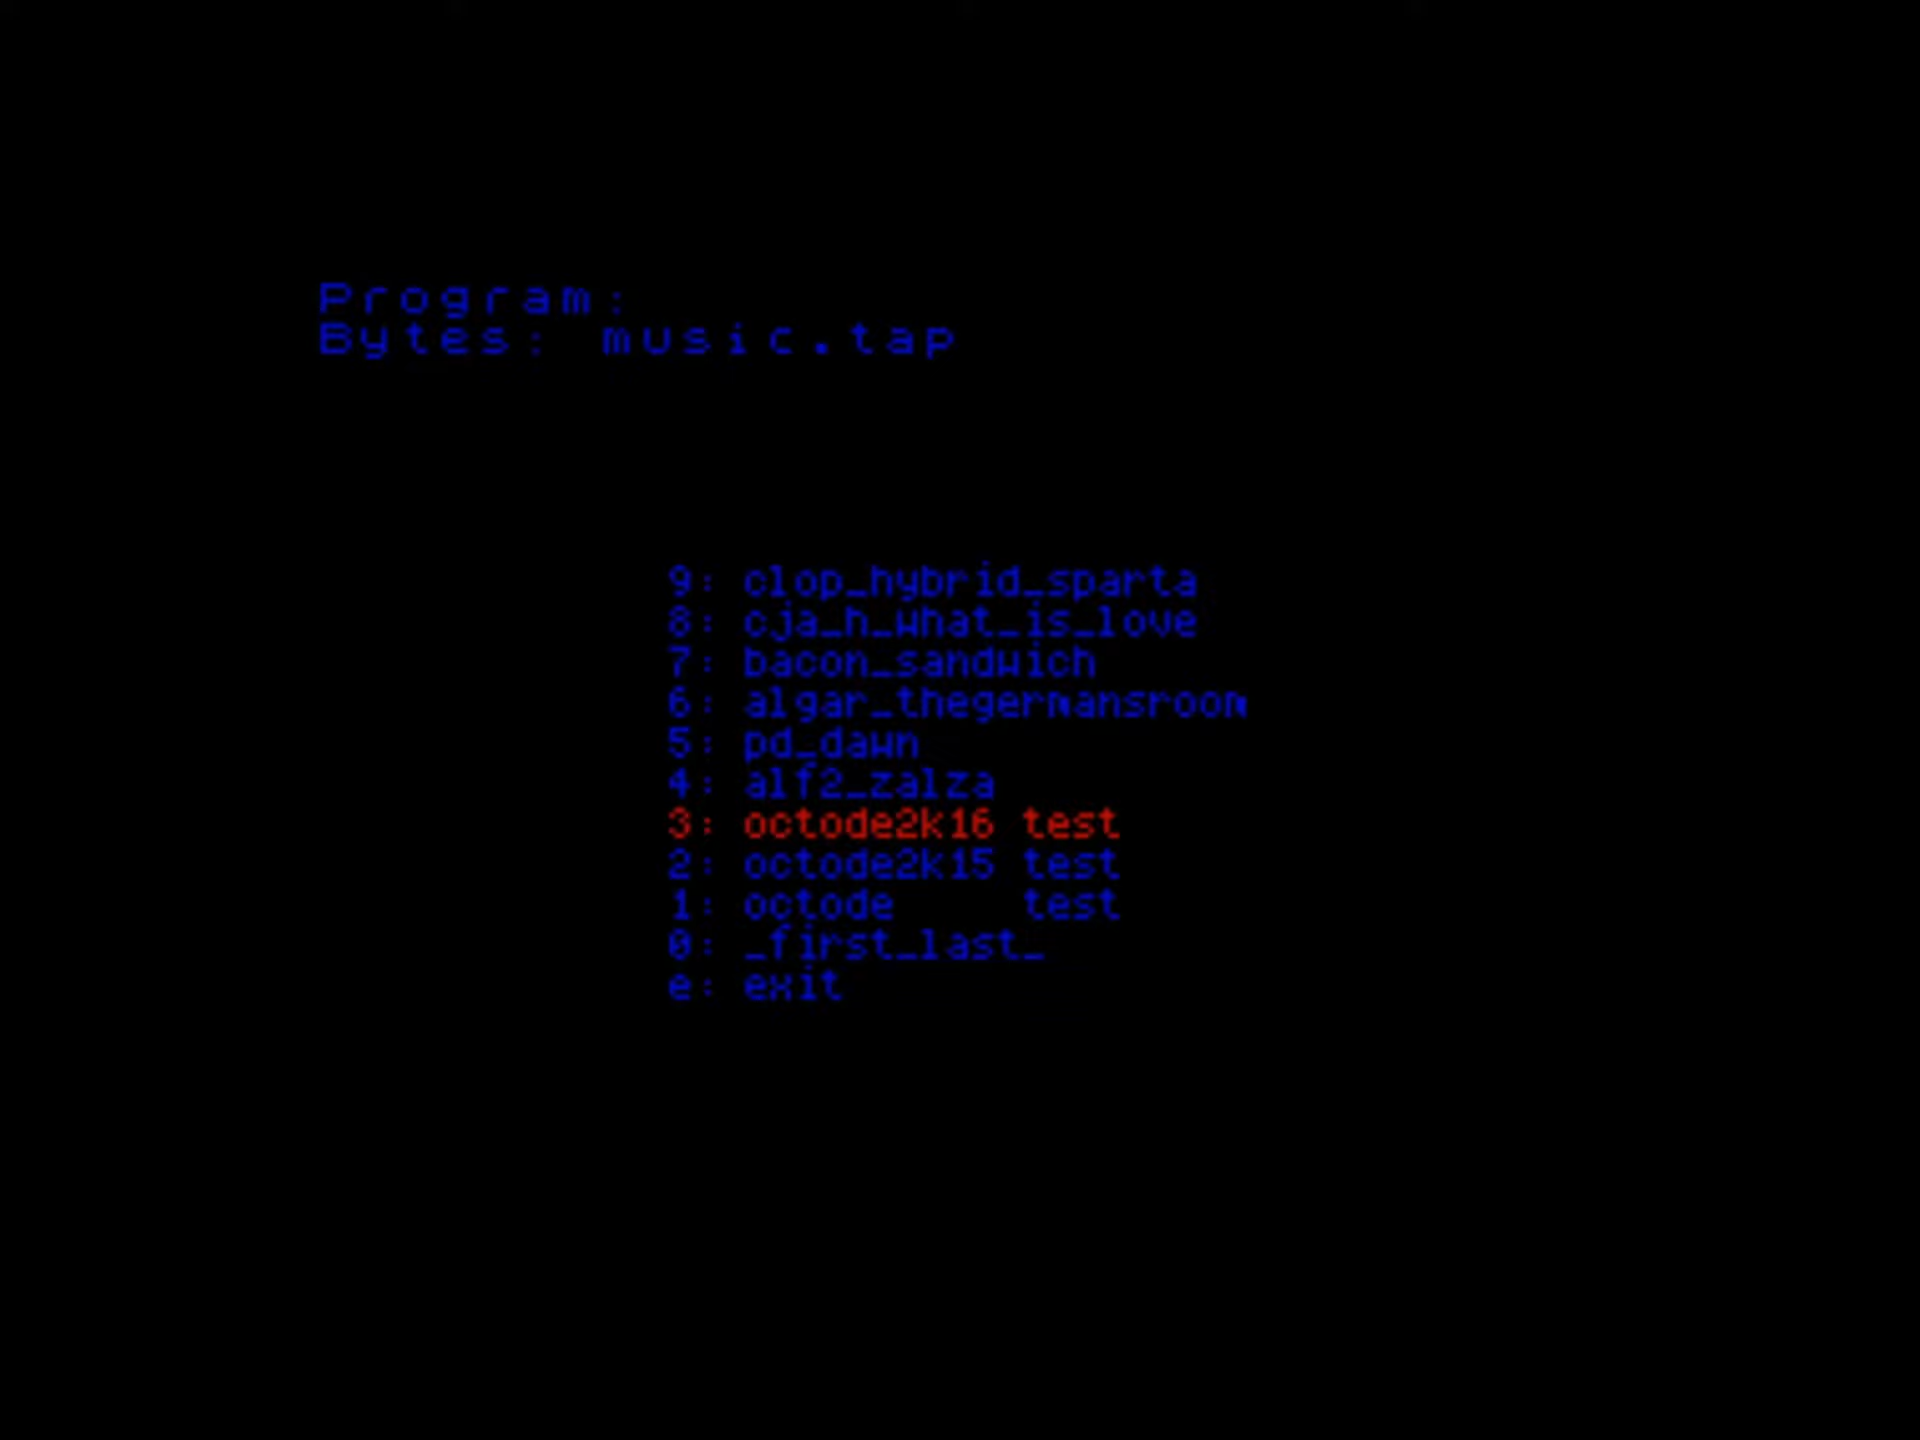 Program:
Bytes: music.tap
9: clop_hybrid_sparta
8: cja_h_what_is_love
7: bacon_sandwich
6: algar_thegermansroom
5: pd_dawn
4: alf2_zalza
3: octode2k16 test
2: octode2k15 test
1: octode     test
0: _first_last_
e: exit